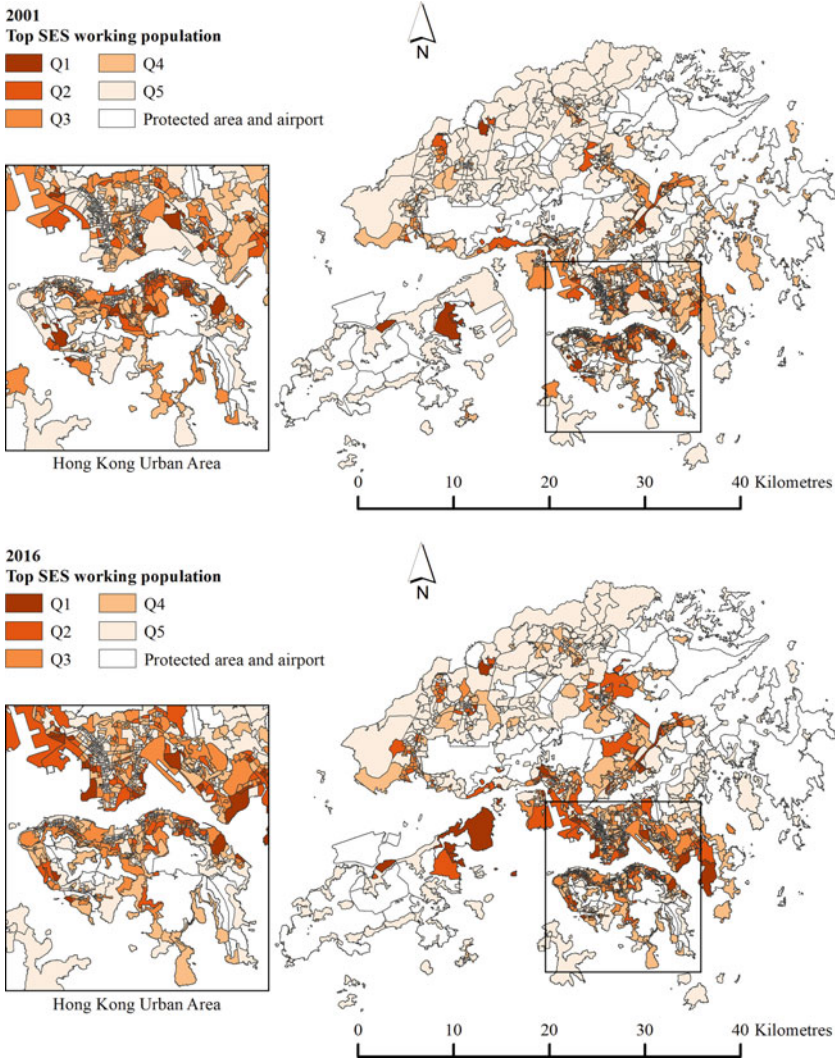 2001
Top SES working population
Q1 Q4
Q2 Q5
Q3 Protected area and airport
N
Hong Kong Urban Area
0 10 20 30 40 Kilometres
2016
Top SES working population
Q1 Q4
Q2 Q5
Q3 Protected area and airport
N
Hong Kong Urban Area
0 10 20 30 40 Kilometres